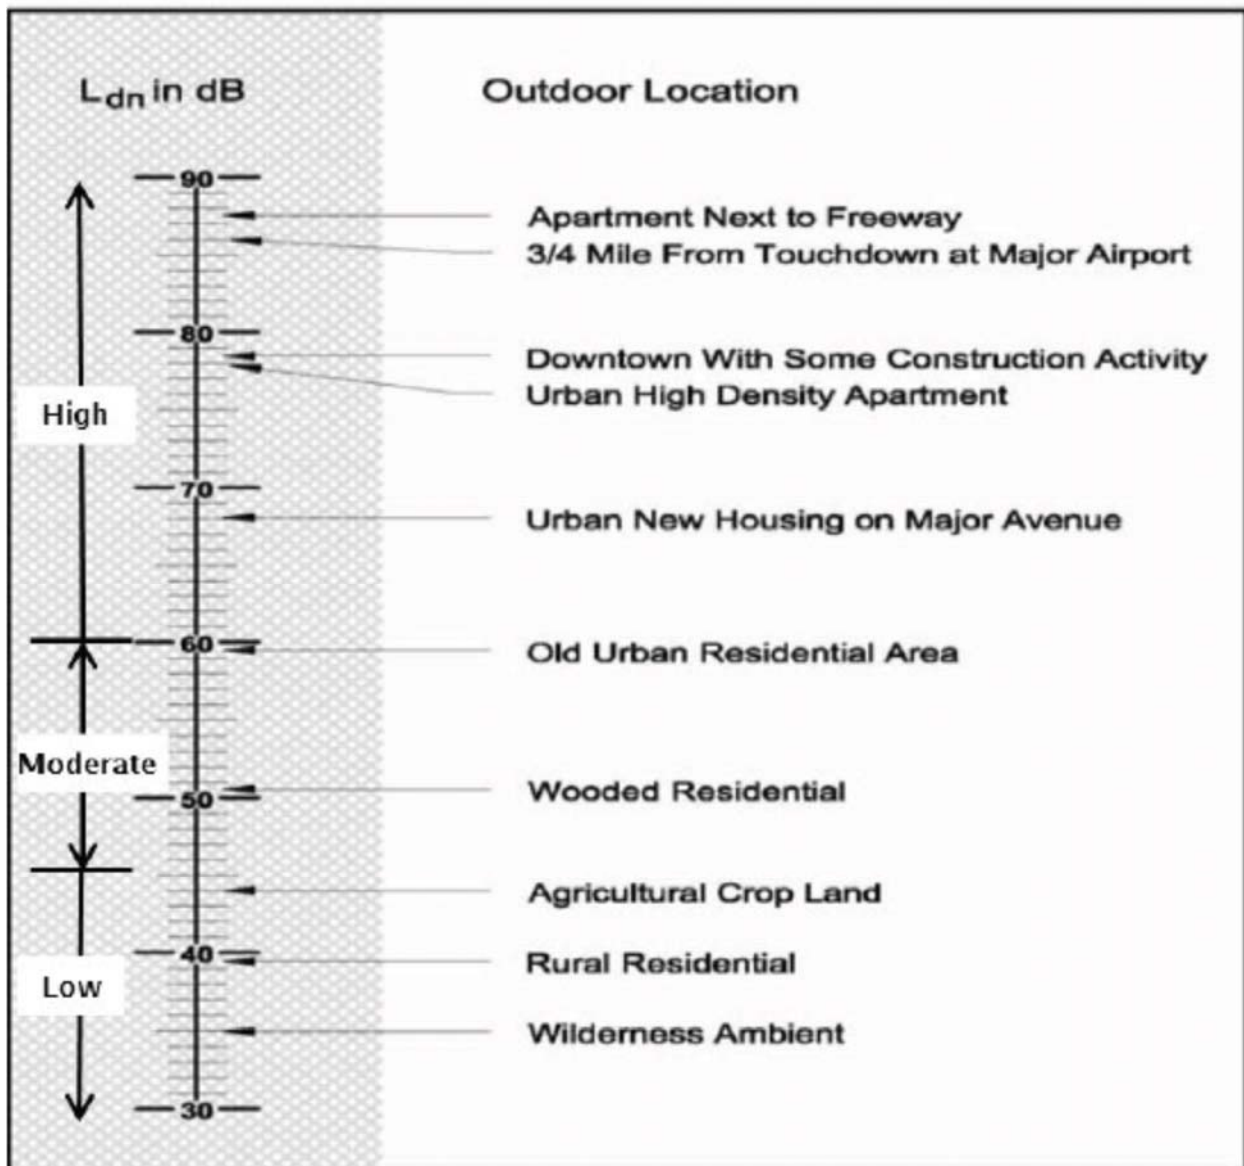 Ldn in dB
Outdoor Location
90
Apartment Next to Freeway
3/4 Mile From Touchdown at Major Airport
80
Downtown With Some Construction Activity
Urban High Density Apartment
High
70
Urban New Housing on Major Avenue
60
Old Urban Residential Area
Moderate
50
Wooded Residential
Agricultural Crop Land
40
Rural Residential
Low
Wilderness Ambient
30